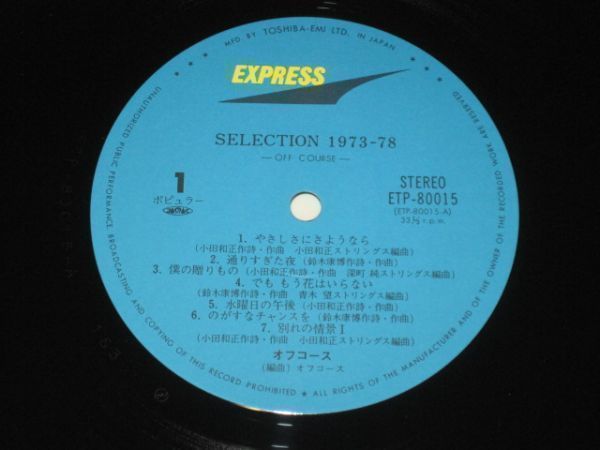 MFD BY TOSHIBA-EMI LTD. IN JAPAN
EXPRESS
SELECTION 1973-78
— OFF COURSE —
1
ポピュラー
STEREO
ETP-80015
(ETP-80015-A)
33⅓ r.p.m.
1. やさしさにさようなら
(小田和正作詩・作曲 小田和正ストリングス編曲)
2. 通りすぎた夜 (鈴木康博作詩・作曲)
3. 僕の贈りもの (小田和正作詩・作曲 深町 純ストリングス編曲)
4. でも もう花はいらない
(鈴木康博作詩・作曲 青木 望ストリングス編曲)
5. 水曜日の午後 (小田和正作詩・作曲)
6. のがすなチャンスを (鈴木康博作詩・作曲)
7. 別れの情景 I
(小田和正作詩・作曲 小田和正ストリングス編曲)
オフコース
(編曲) オフコース
UNAUTHORIZED PUBLIC PERFORMANCE, BROADCASTING AND COPYING OF THIS RECORD PROHIBITED ★ ALL RIGHTS OF THE MANUFACTURER AND OF THE OWNER OF THE RECORDED WORK ARE RESERVED